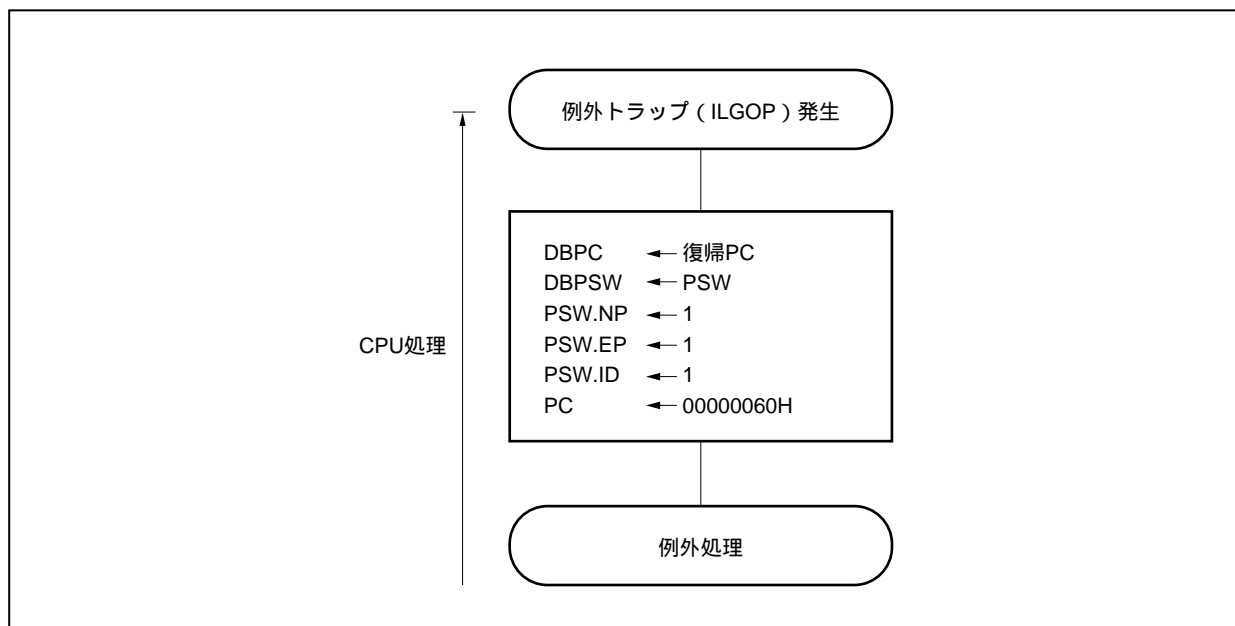 例外トラップ（ILGOP）発生
DBPC ← 復帰PC
DBPSW ← PSW
PSW.NP ← 1
PSW.EP ← 1
PSW.ID ← 1
PC ← 00000060H
CPU処理
例外処理